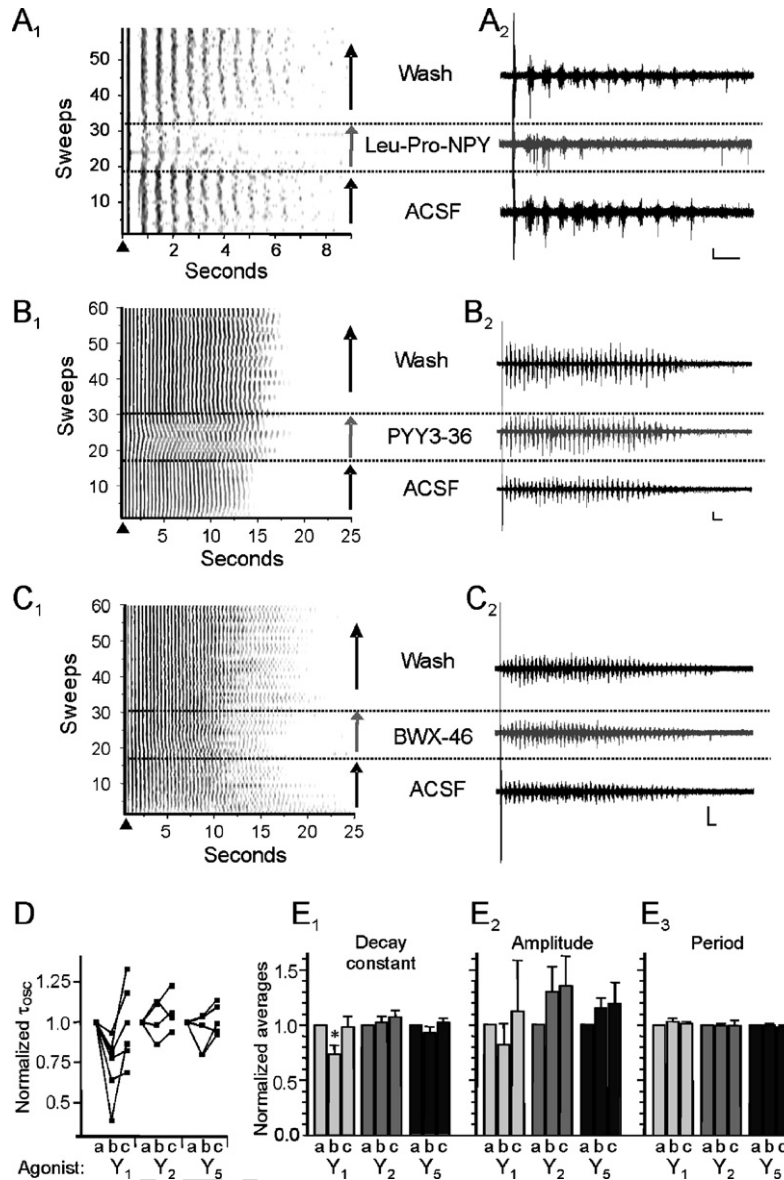 A1
A2
Sweeps
50
40
30
20
10
Wash
Leu-Pro-NPY
ACSF
2 4 6 8
Seconds
B1
B2
Sweeps
60
50
40
30
20
10
Wash
PYY3-36
ACSF
5 10 15 20 25
Seconds
C1
C2
Sweeps
60
50
40
30
20
10
Wash
BWX-46
ACSF
5 10 15 20 25
Seconds
D
Normalized τosc
1.25
1.0
0.75
0.5
a b c a b c a b c
Agonist: Y1 Y2 Y5
E1
Decay constant
Normalized averages
1.5
1.0
0.5
0.0
*
a b c a b c a b c
Y1 Y2 Y5
E2
Amplitude
a b c a b c a b c
Y1 Y2 Y5
E3
Period
a b c a b c a b c
Y1 Y2 Y5